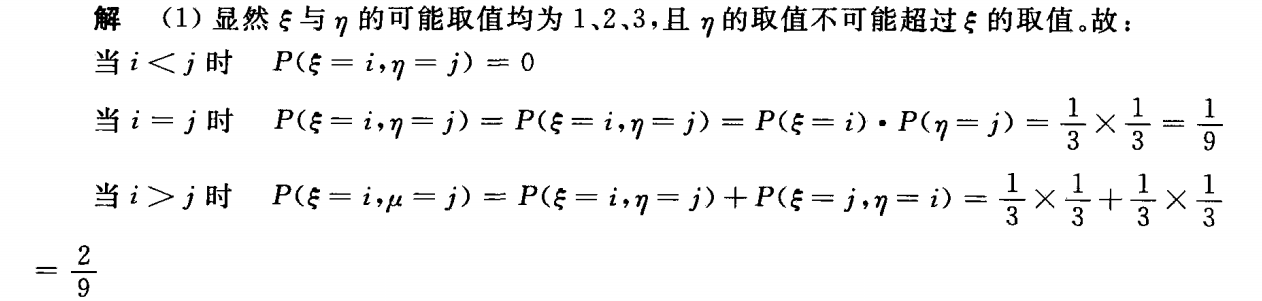 解 (1)显然 ξ 与 η 的可能取值均为 1、2、3,且 η 的取值不可能超过 ξ 的取值。故:
当 i < j 时 P(ξ = i,η = j) = 0
当 i = j 时 P(ξ = i,η = j) = P(ξ = i,η = j) = P(ξ = i) · P(η = j) = 1/3 × 1/3 = 1/9
当 i > j 时 P(ξ = i,μ = j) = P(ξ = i,η = j) + P(ξ = j,η = i) = 1/3 × 1/3 + 1/3 × 1/3
= 2/9